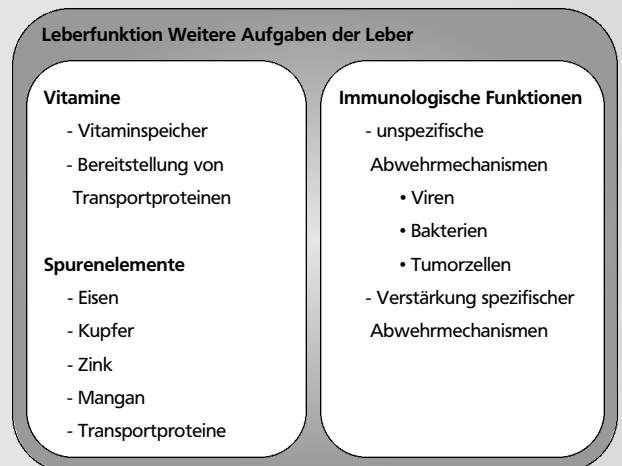 Leberfunktion Weitere Aufgaben der Leber
Vitamine
- Vitaminspeicher
- Bereitstellung von
Transportproteinen
Spurenelemente
- Eisen
- Kupfer
- Zink
- Mangan
- Transportproteine
Immunologische Funktionen
- unspezifische
Abwehrmechanismen
• Viren
• Bakterien
• Tumorzellen
- Verstärkung spezifischer
Abwehrmechanismen